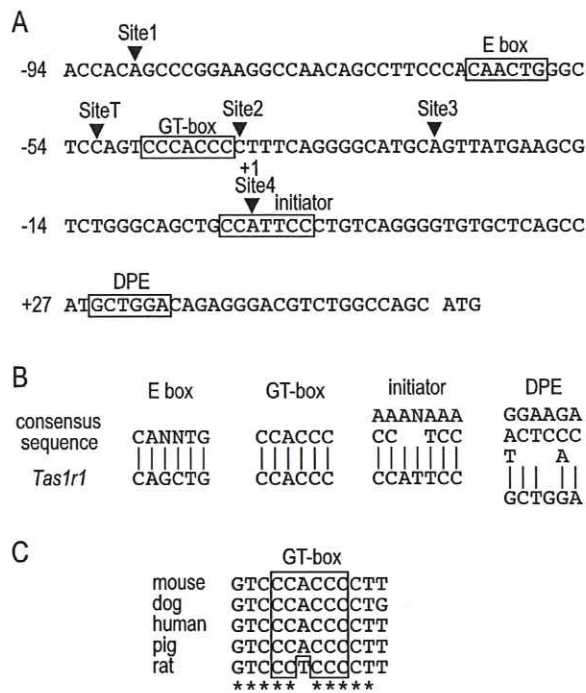 A
Site1
E box
-94 ACCACAGCCCGGAAGGCCAACAGCCTTCCCACAACTGGGC
SiteT GT-box Site2 Site3
-54 TCCAGTCCCACCCCTTTCAGGGGCATGCAGTTATGAAGCG
+1
Site4 initiator
-14 TCTGGGCAGCTGCCATTCCCTGTCAGGGGTGTGCTCAGCC
DPE
+27 ATGCTGGACAGAGGGACGTCTGGCCAGC ATG
B
E box GT-box initiator DPE
consensus sequence
CANNTG CCACCC
AAANAAA
CC TCC
GGAAGA
ACTCCC
T A
Tas1r1 CAGCTG CCACCC CCATTCC GCTGGA
C
GT-box
mouse GTCCCACCCCTT
dog GTCCCACCCCTG
human GTCCCACCCCTT
pig GTCCCACCCCTT
rat GTCCCTCCCCTT
***** *****